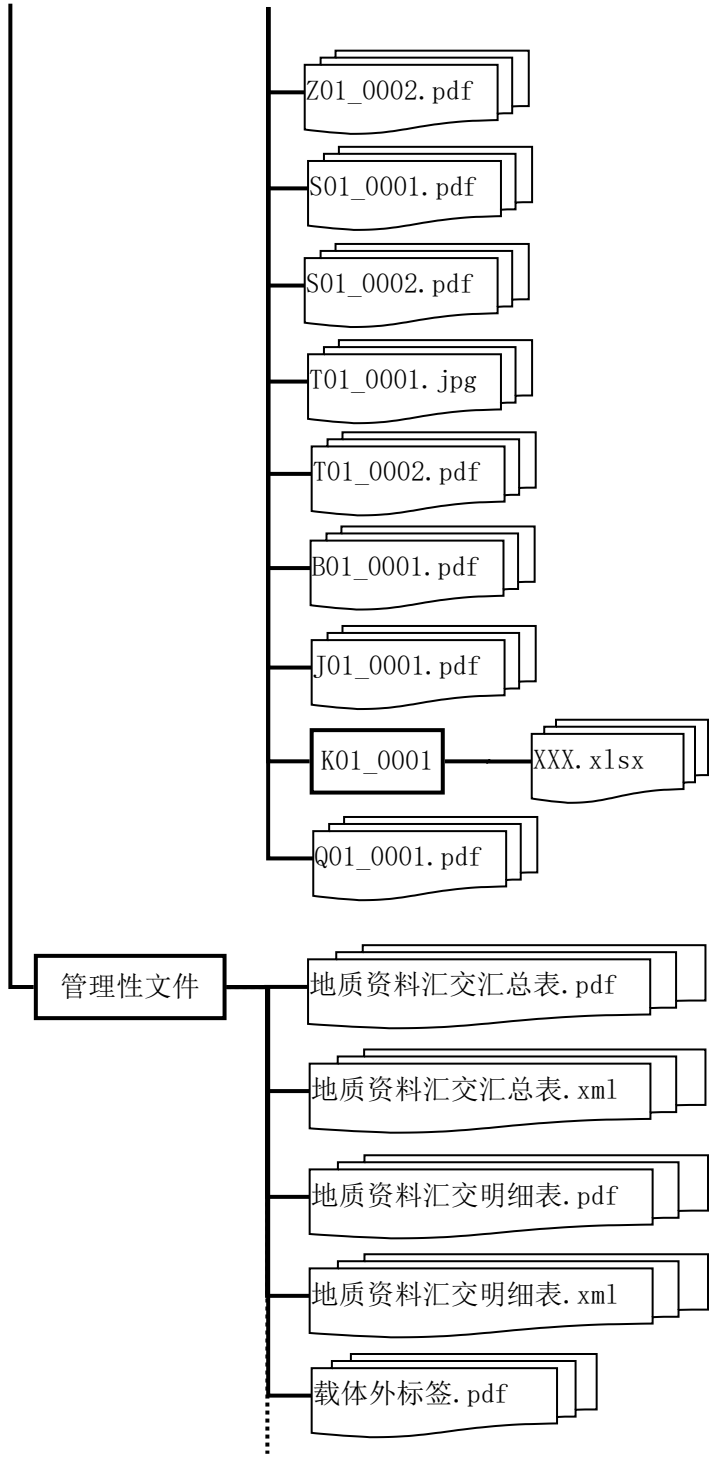 Z01_0002.pdf
S01_0001.pdf
S01_0002.pdf
T01_0001.jpg
T01_0002.pdf
B01_0001.pdf
J01_0001.pdf
K01_0001
XXX.xlsx
Q01_0001.pdf
管理性文件
地质资料汇交汇总表.pdf
地质资料汇交汇总表.xml
地质资料汇交明细表.pdf
地质资料汇交明细表.xml
载体外标签.pdf